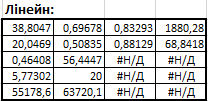 Лінейн:
38,8047 0,69678 0,83293 1880,28
20,0469 0,50835 0,88129 68,8418
0,46408 56,4447 #Н/Д #Н/Д
5,77302 20 #Н/Д #Н/Д
55178,6 63720,1 #Н/Д #Н/Д